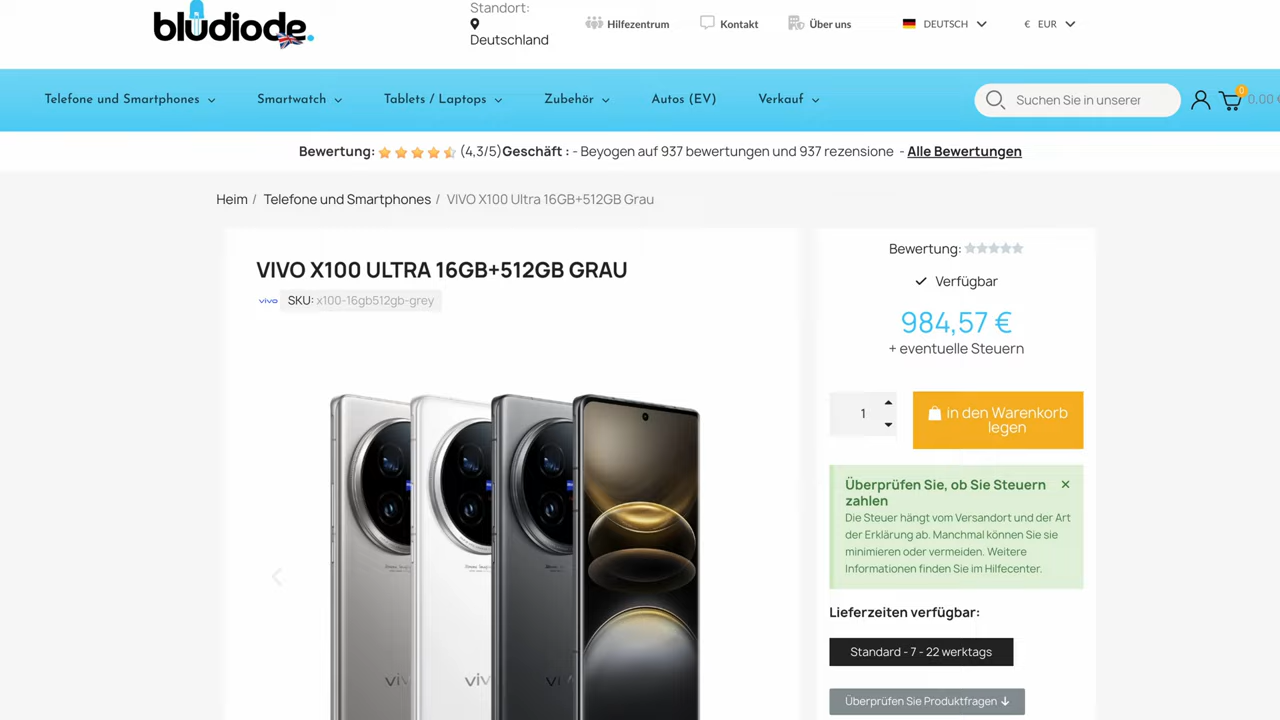 bludiode.
Standort:
Deutschland
Hilfezentrum
Kontakt
Über uns
DEUTSCH
€ EUR
Telefone und Smartphones
Smartwatch
Tablets / Laptops
Zubehör
Autos (EV)
Verkauf
Suchen Sie in unserer
0
0.00 €
Bewertung: (4,3/5)Geschäft : - Beyogen auf 937 bewertungen und 937 rezensione - Alle Bewertungen
Heim / Telefone und Smartphones / VIVO X100 Ultra 16GB+512GB Grau
VIVO X100 ULTRA 16GB+512GB GRAU
vivo SKU: x100-16gb512gb-grey
vivo
Bewertung:
Verfügbar
984,57 €
+ eventuelle Steuern
1
in den Warenkorb
legen
Überprüfen Sie, ob Sie Steuern
zahlen
Die Steuer hängt vom Versandort und der Art
der Erklärung ab. Manchmal können Sie sie
minimieren oder vermeiden. Weitere
Informationen finden Sie im Hilfecenter.
Lieferzeiten verfügbar:
Standard - 7 - 22 werktags
Überprüfen Sie Produktfragen